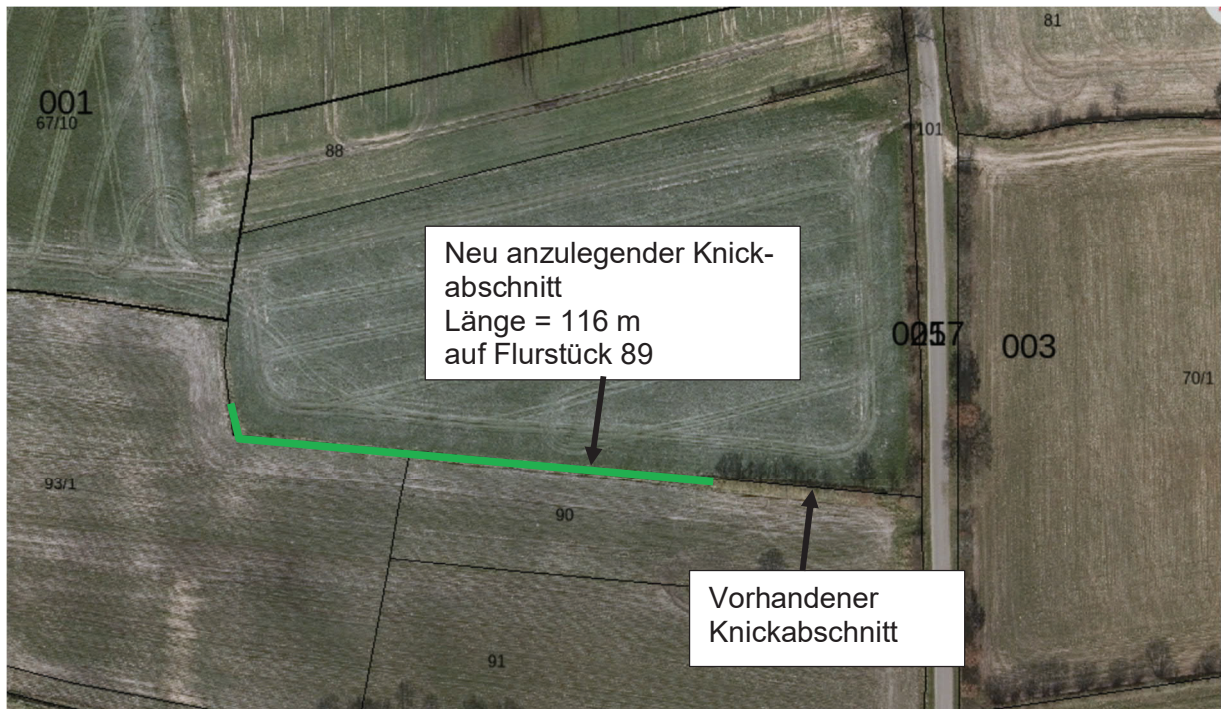 81
001
67/10
88
101
Neu anzulegender Knick-
abschnitt
Länge = 116 m
auf Flurstück 89
003
70/1
93/1
90
Vorhandener
Knickabschnitt
91